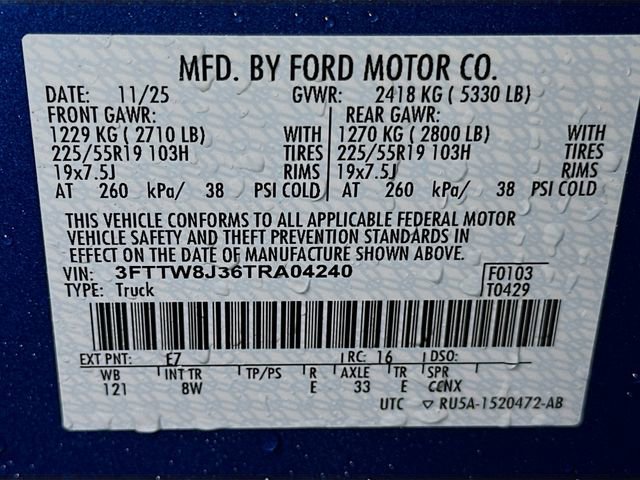 MFD. BY FORD MOTOR CO.
DATE: 11/25 GVWR: 2418 KG ( 5330 LB)
FRONT GAWR: REAR GAWR:
1229 KG ( 2710 LB) WITH 1270 KG ( 2800 LB) WITH
225/55R19 103H TIRES 225/55R19 103H TIRES
19x7.5J RIMS 19x7.5J RIMS
AT 260 kPa/ 38 PSI COLD AT 260 kPa/ 38 PSI COLD
THIS VEHICLE CONFORMS TO ALL APPLICABLE FEDERAL MOTOR
VEHICLE SAFETY AND THEFT PREVENTION STANDARDS IN
EFFECT ON THE DATE OF MANUFACTURE SHOWN ABOVE.
VIN: 3FTTW8J36TRA04240 F0103
TYPE: Truck T0429
EXT PNT: E7 RC: 16 DSO:
WB INT TR TP/PS R AXLE TR SPR
121 8W E 33 E CENX
UTC ▽ RU5A-1520472-AB